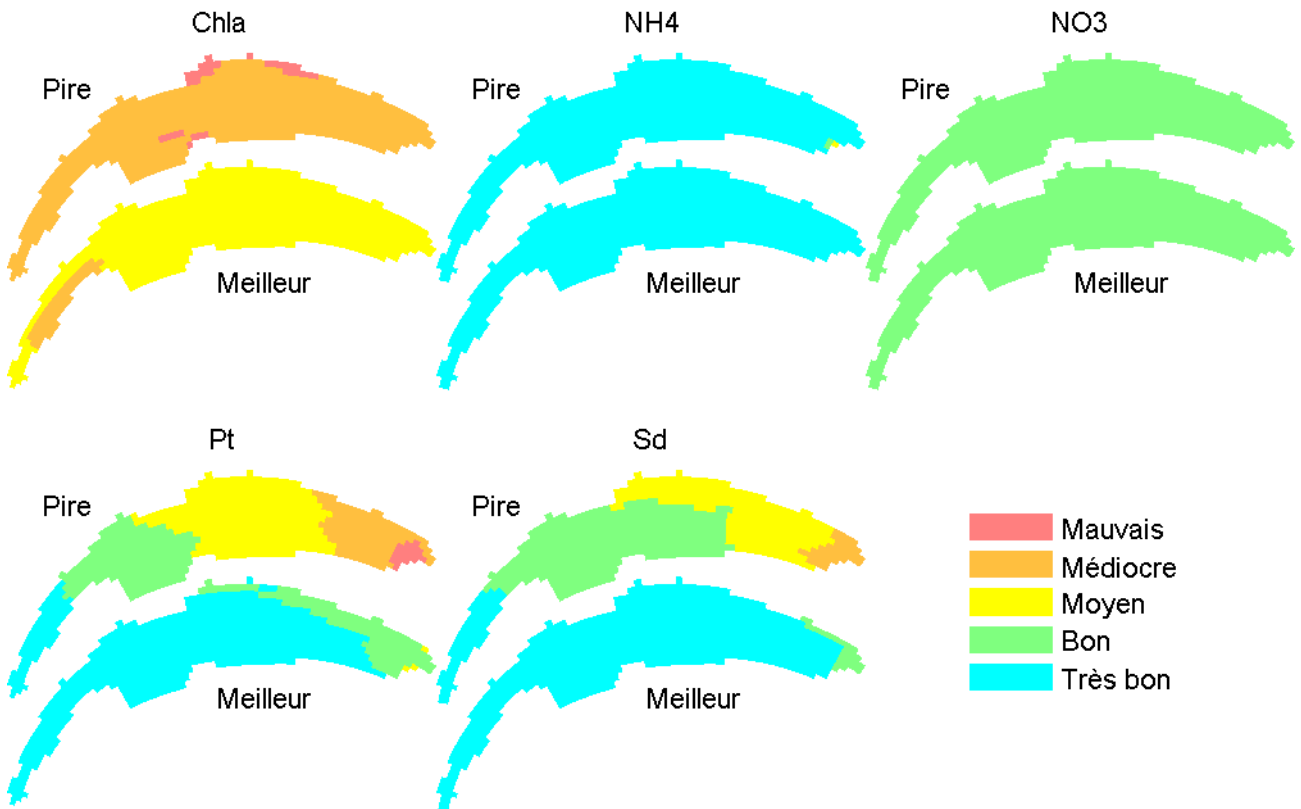 Chla
NH4
NO3
Pire
Pire
Pire
Meilleur
Meilleur
Meilleur
Pt
Sd
Pire
Pire
Meilleur
Meilleur
Mauvais
Médiocre
Moyen
Bon
Très bon